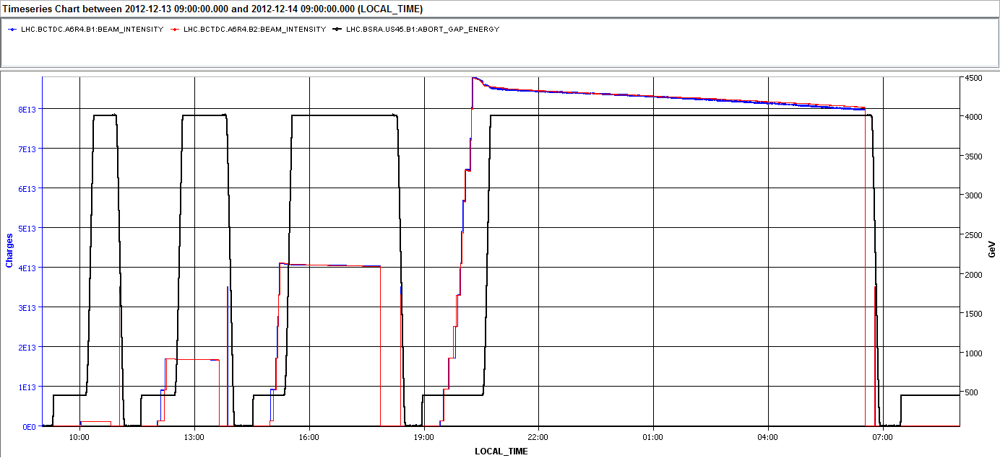 Timeseries Chart between 2012-12-13 09:00:00.000 and 2012-12-14 09:00:00.000 (LOCAL_TIME)
LHC.BCTDC.A6R4.B1:BEAM_INTENSITY LHC.BCTDC.A6R4.B2:BEAM_INTENSITY LHC.BSRA.US45.B1:ABORT_GAP_ENERGY
Charges
8E13
7E13
6E13
5E13
4E13
3E13
2E13
1E13
0E0
4500
4000
3500
3000
2500
2000
1500
1000
500
GeV
10:00 13:00 16:00 19:00 22:00 01:00 04:00 07:00
LOCAL_TIME